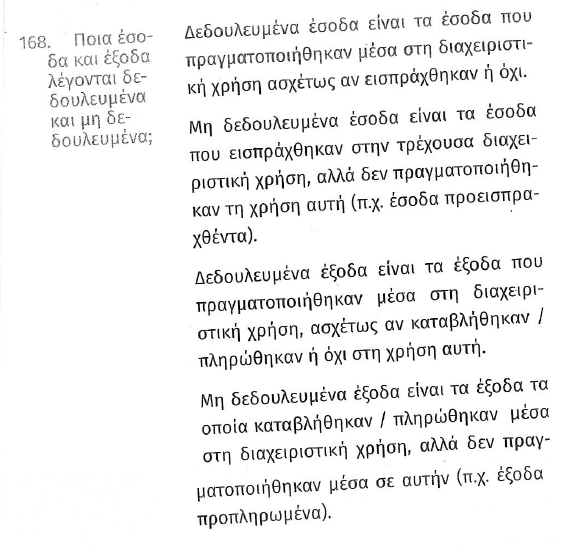 168. Ποια έσο-
δα και έξοδα
λέγονται δε-
δουλευμένα
και μη δε-
δουλευμένα;
Δεδουλευμένα έσοδα είναι τα έσοδα που
πραγματοποιήθηκαν μέσα στη διαχειριστι-
κή χρήση ασχέτως αν εισπράχθηκαν ή όχι.
Μη δεδουλευμένα έσοδα είναι τα έσοδα
που εισπράχθηκαν στην τρέχουσα διαχει-
ριστική χρήση, αλλά δεν πραγματοποιήθη-
καν τη χρήση αυτή (π.χ. έσοδα προεισπρα-
χθέντα).
Δεδουλευμένα έξοδα είναι τα έξοδα που
πραγματοποιήθηκαν μέσα στη διαχειρι-
στική χρήση, ασχέτως αν καταβλήθηκαν /
πληρώθηκαν ή όχι στη χρήση αυτή.
Μη δεδουλευμένα έξοδα είναι τα έξοδα τα
οποία καταβλήθηκαν / πληρώθηκαν μέσα
στη διαχειριστική χρήση, αλλά δεν πραγ-
ματοποιήθηκαν μέσα σε αυτήν (π.χ. έξοδα
προπληρωμένα).